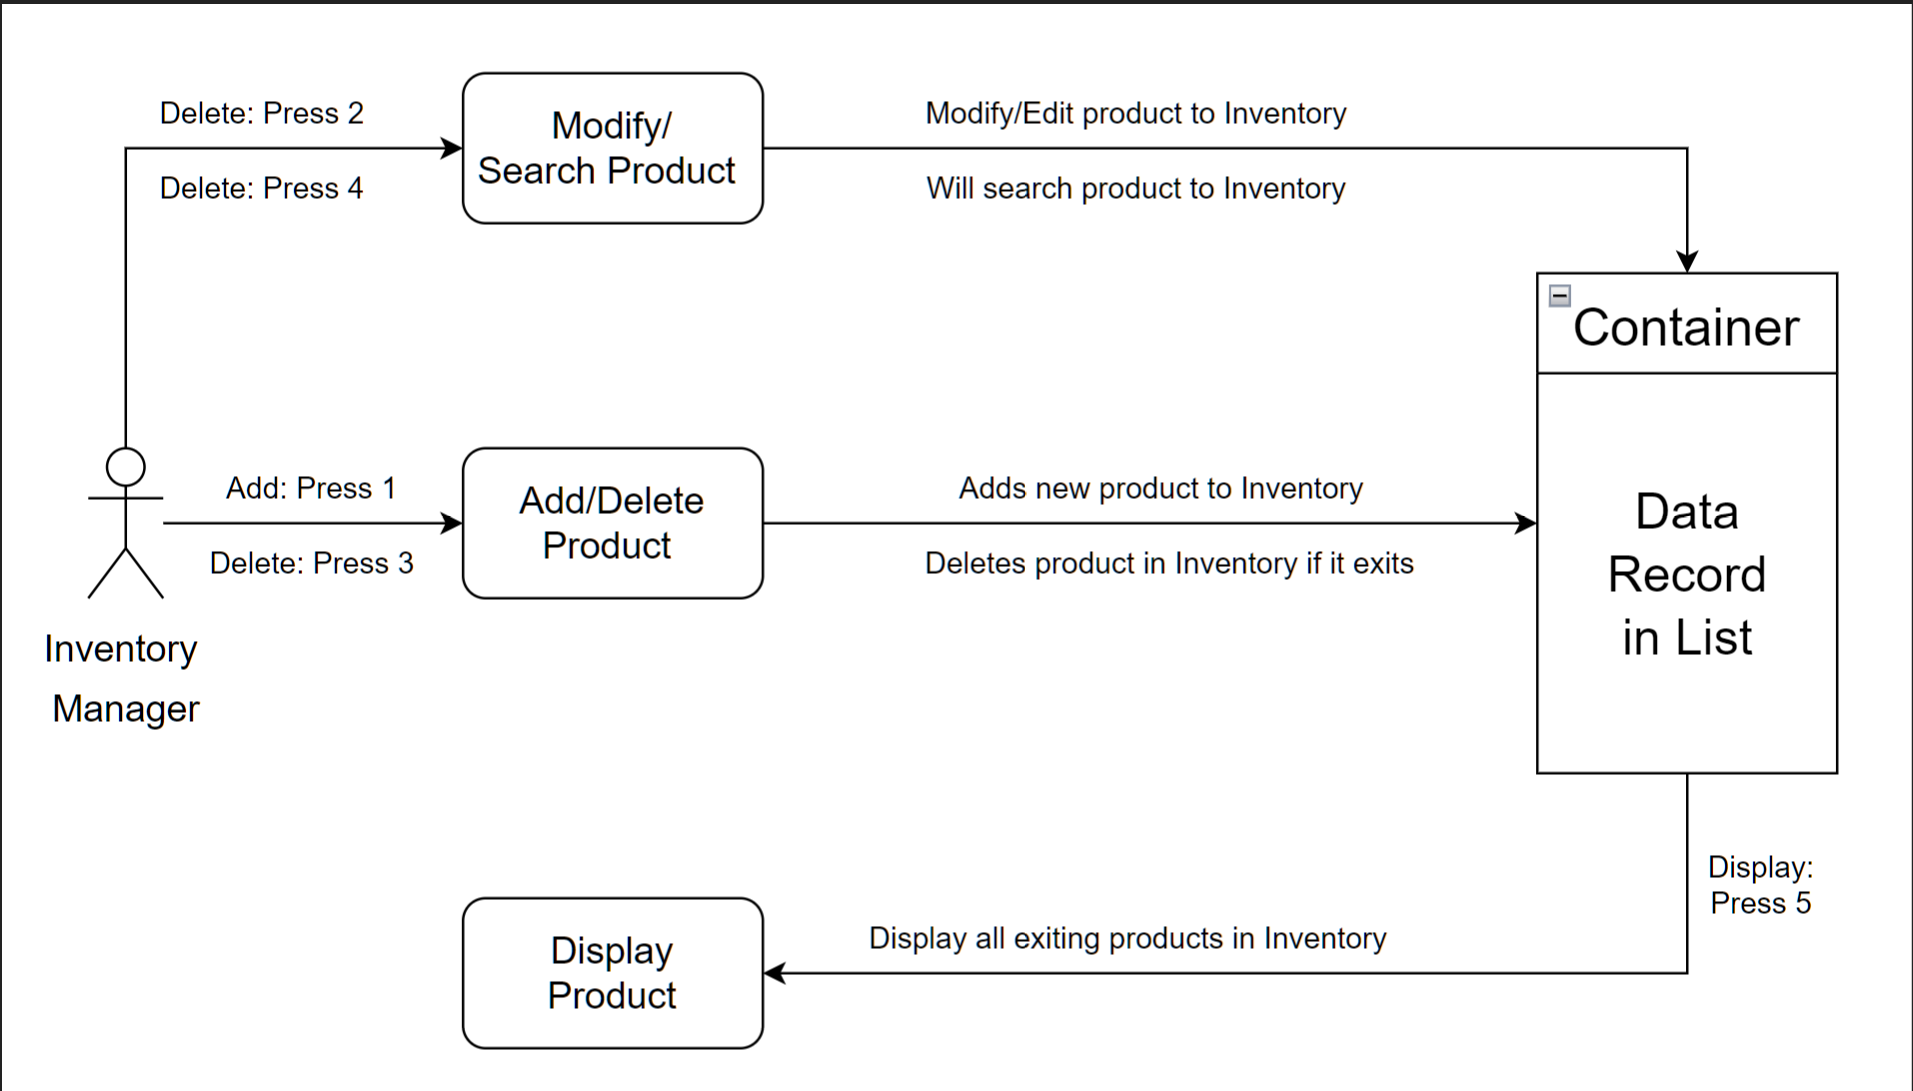 Delete: Press 2
Delete: Press 4
Modify/
Search Product
Modify/Edit product to Inventory
Will search product to Inventory
Container
Data
Record
in List
Inventory
Manager
Add: Press 1
Delete: Press 3
Add/Delete
Product
Adds new product to Inventory
Deletes product in Inventory if it exits
Display:
Press 5
Display all exiting products in Inventory
Display
Product